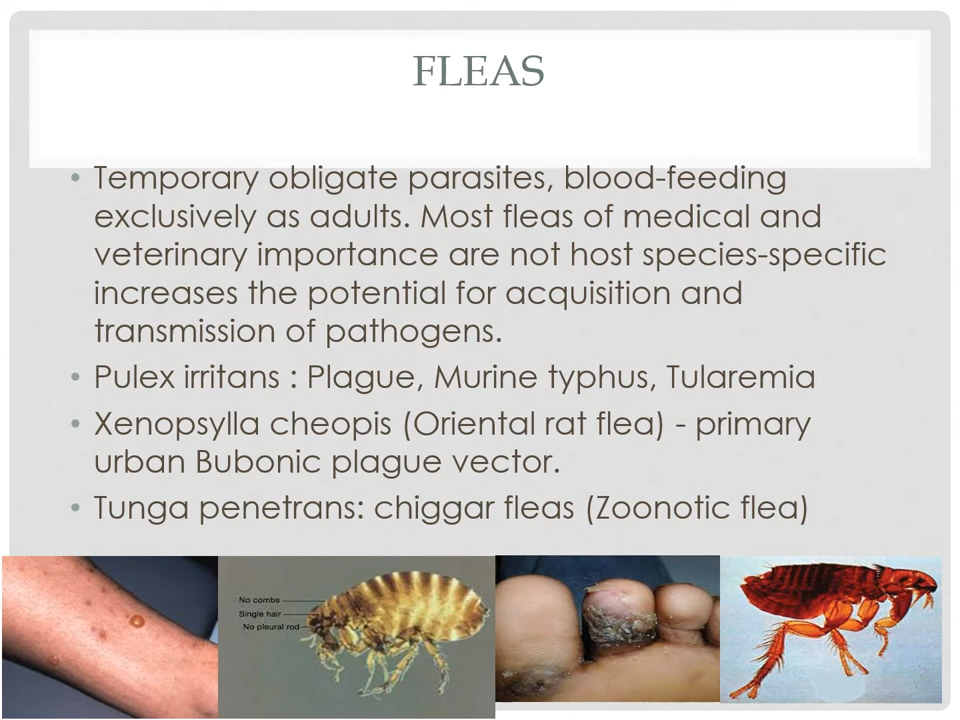 FLEAS
• Temporary obligate parasites, blood-feeding
exclusively as adults. Most fleas of medical and
veterinary importance are not host species-specific
increases the potential for acquisition and
transmission of pathogens.
• Pulex irritans : Plague, Murine typhus, Tularemia
• Xenopsylla cheopis (Oriental rat flea) - primary
urban Bubonic plague vector.
• Tunga penetrans: chiggar fleas (Zoonotic flea)
No combs
Single hair
No pleural rod